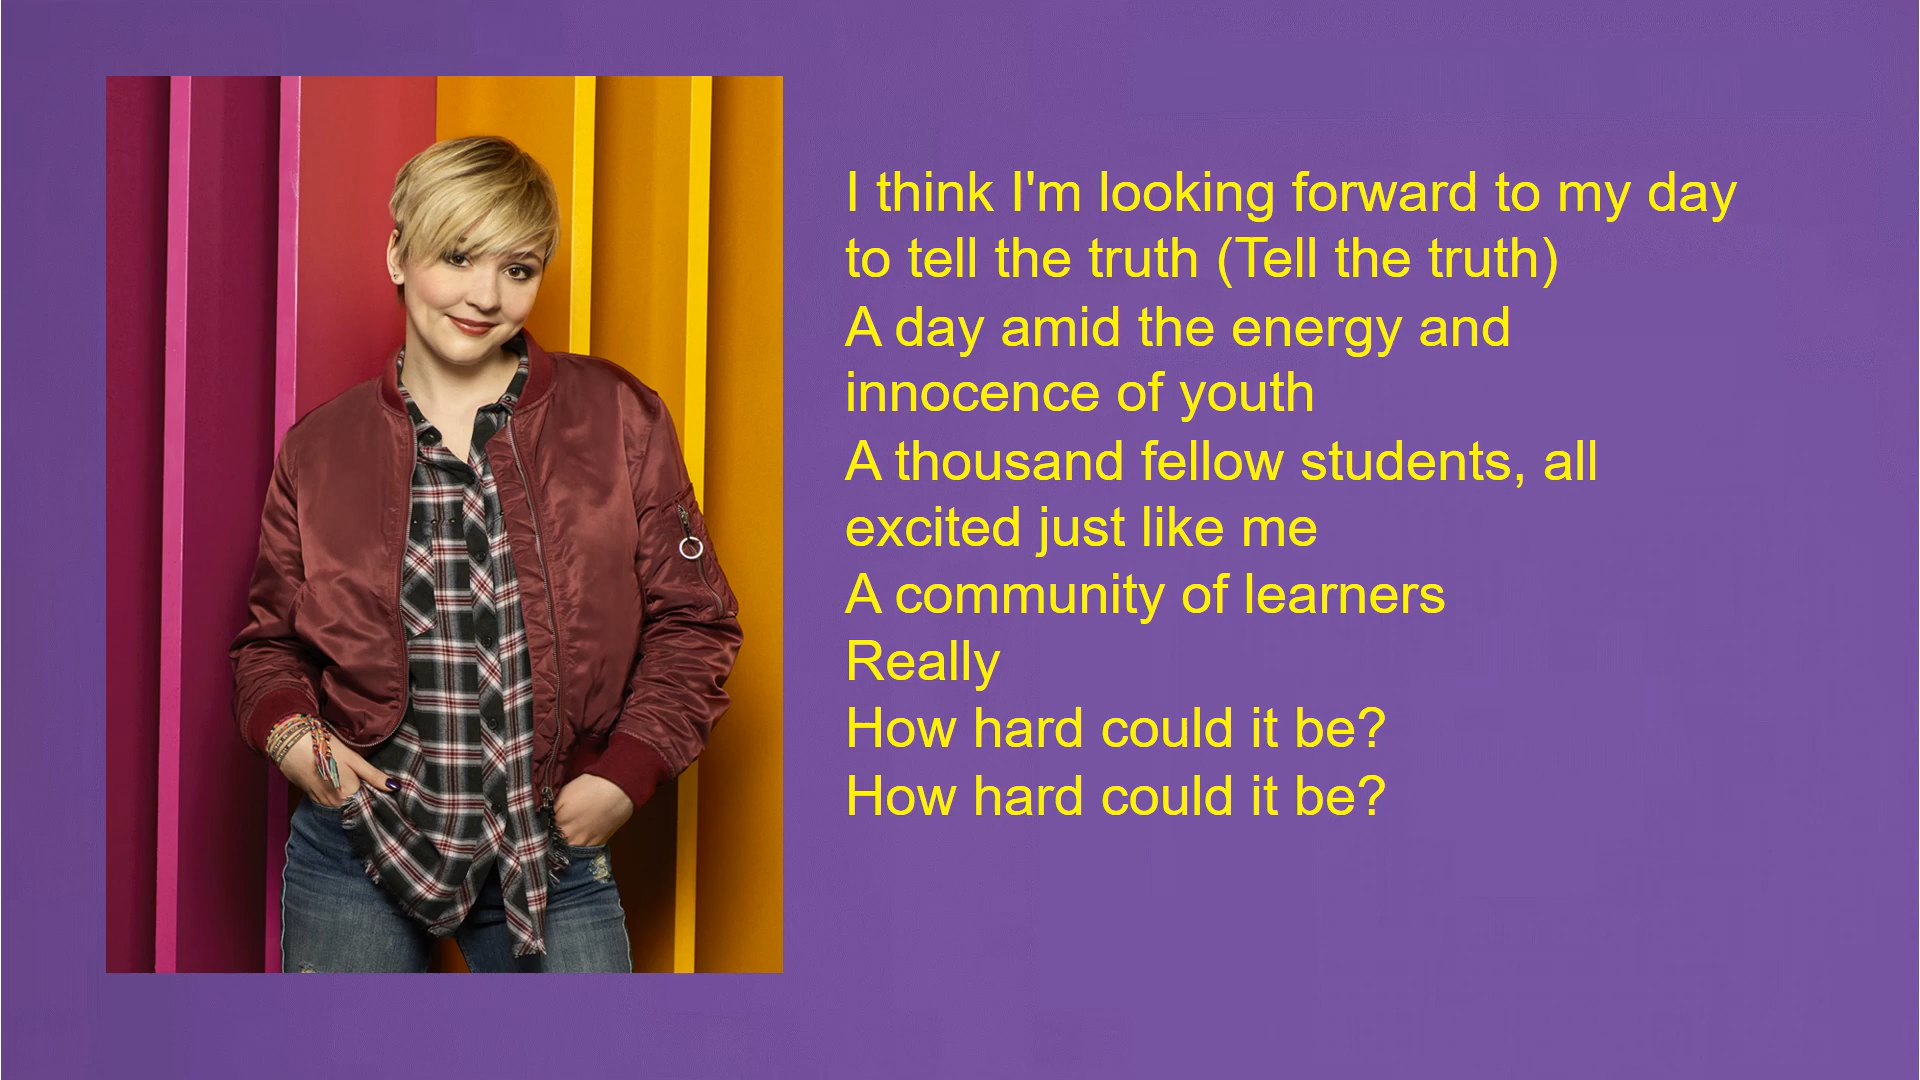 I think I'm looking forward to my day
to tell the truth (Tell the truth)
A day amid the energy and
innocence of youth
A thousand fellow students, all
excited just like me
A community of learners
Really
How hard could it be?
How hard could it be?